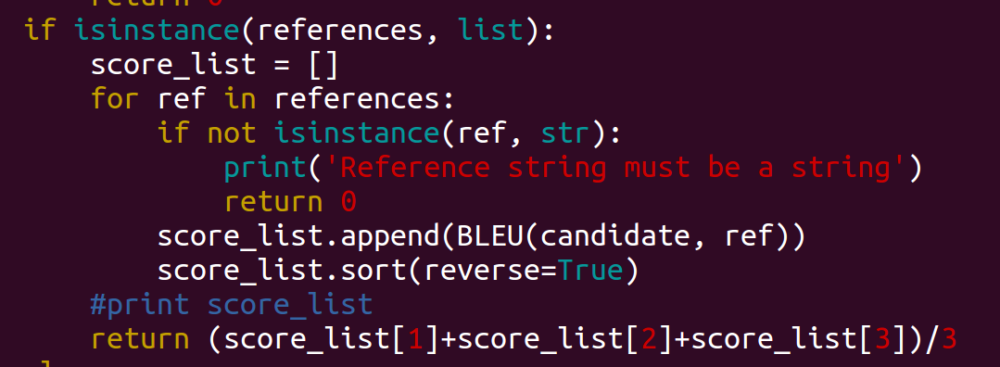 return 0
if isinstance(references, list):
    score_list = []
    for ref in references:
        if not isinstance(ref, str):
            print('Reference string must be a string')
            return 0
        score_list.append(BLEU(candidate, ref))
        score_list.sort(reverse=True)
    #print score_list
    return (score_list[1]+score_list[2]+score_list[3])/3